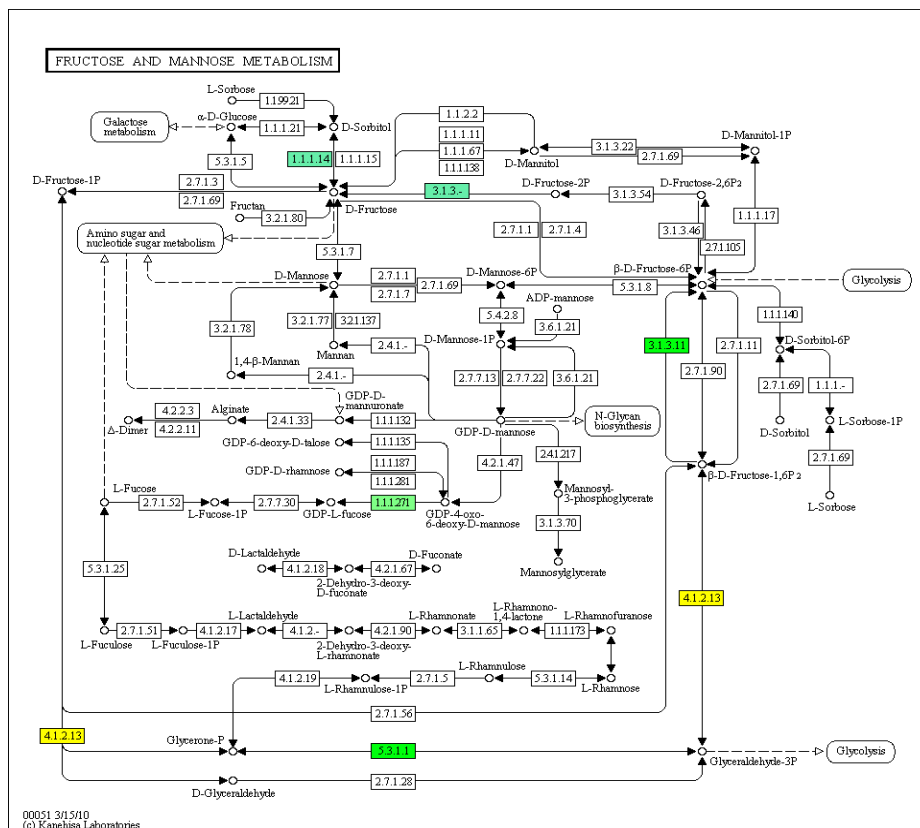 FRUCTOSE AND MANNOSE METABOLISM
L-Sorbose
1.1.99.21
α-D-Glucose
Galactose
metabolism
1.1.1.21
D-Sorbitol
1.1.2.2
1.1.1.11
1.1.1.67
1.1.1.138
D-Mannitol
3.1.3.22
2.7.1.69
D-Mannitol-1P
5.3.1.5
1.1.1.14
1.1.1.15
D-Fructose-1P
2.7.1.3
2.7.1.69
3.1.3.-
D-Fructose-2P
3.1.3.54
D-Fructose-2,6P2
Fructan
3.2.1.80
D-Fructose
1.1.1.17
Amino sugar and
nucleotide sugar metabolism
5.3.1.7
2.7.1.1
2.7.1.4
3.1.3.46
2.7.1.105
D-Mannose
2.7.1.1
2.7.1.7
2.7.1.69
D-Mannose-6P
5.3.1.8
β-D-Fructose-6P
Glycolysis
ADP-mannose
3.2.1.78
3.2.1.77
3.2.1.137
5.4.2.8
3.6.1.21
1.1.1.140
D-Mannose-1P
3.1.3.11
2.7.1.11
D-Sorbitol-6P
Mannan
2.4.1.-
1,4-β-Mannan
2.4.1.-
2.7.7.13
2.7.7.22
3.6.1.21
2.7.1.90
2.7.1.69
1.1.1.-
GDP-D-
mannuronate
Alginate
4.2.2.3
4.2.2.11
Δ-Dimer
2.4.1.33
1.1.1.132
GDP-D-mannose
N-Glycan
biosynthesis
D-Sorbitol
L-Sorbose-1P
GDP-6-deoxy-D-talose
1.1.1.135
GDP-D-rhamnose
1.1.1.187
1.1.1.281
4.2.1.47
2.4.1.217
2.7.1.69
β-D-Fructose-1,6P2
L-Fucose
2.7.1.52
L-Fucose-1P
2.7.7.30
GDP-L-fucose
1.1.1.271
GDP-4-oxo-
6-deoxy-D-mannose
Mannosyl-
3-phosphoglycerate
L-Sorbose
3.1.3.70
Mannosylglycerate
D-Lactaldehyde
4.2.1.18
2-Dehydro-3-deoxy-
D-fuconate
4.2.1.67
D-Fuconate
5.3.1.25
4.1.2.13
L-Fuculose
2.7.1.51
L-Fuculose-1P
4.1.2.17
L-Lactaldehyde
4.1.2.-
2-Dehydro-3-deoxy-
L-rhamnonate
4.2.1.90
L-Rhamnonate
3.1.1.65
L-Rhamnono-
1,4-lactone
1.1.1.173
L-Rhamnofuranose
4.1.2.19
L-Rhamnulose-1P
2.7.1.5
L-Rhamnulose
5.3.1.14
L-Rhamnose
2.7.1.56
4.1.2.13
Glycerone-P
5.3.1.1
Glyceraldehyde-3P
Glycolysis
D-Glyceraldehyde
2.7.1.28
00051 3/15/10
(c) Kanehisa Laboratories